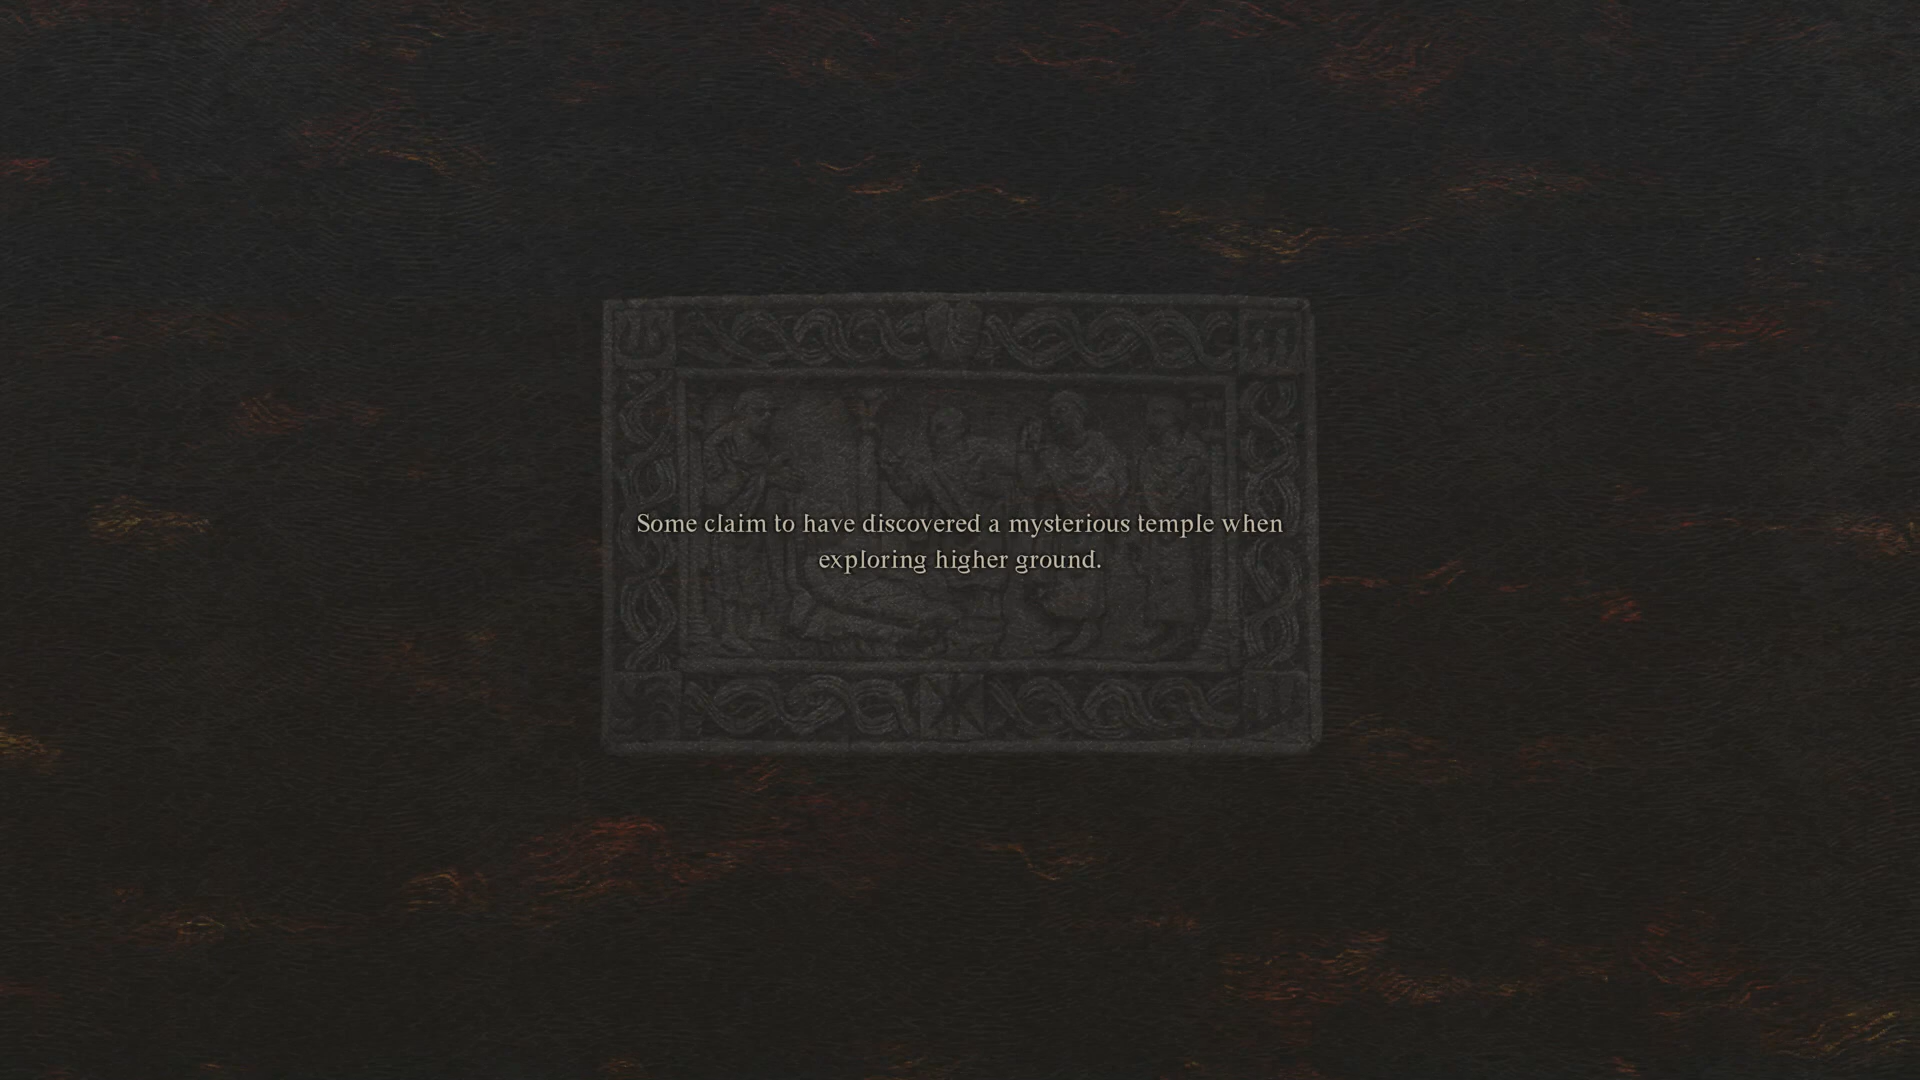 Some claim to have discovered a mysterious temple when
exploring higher ground.